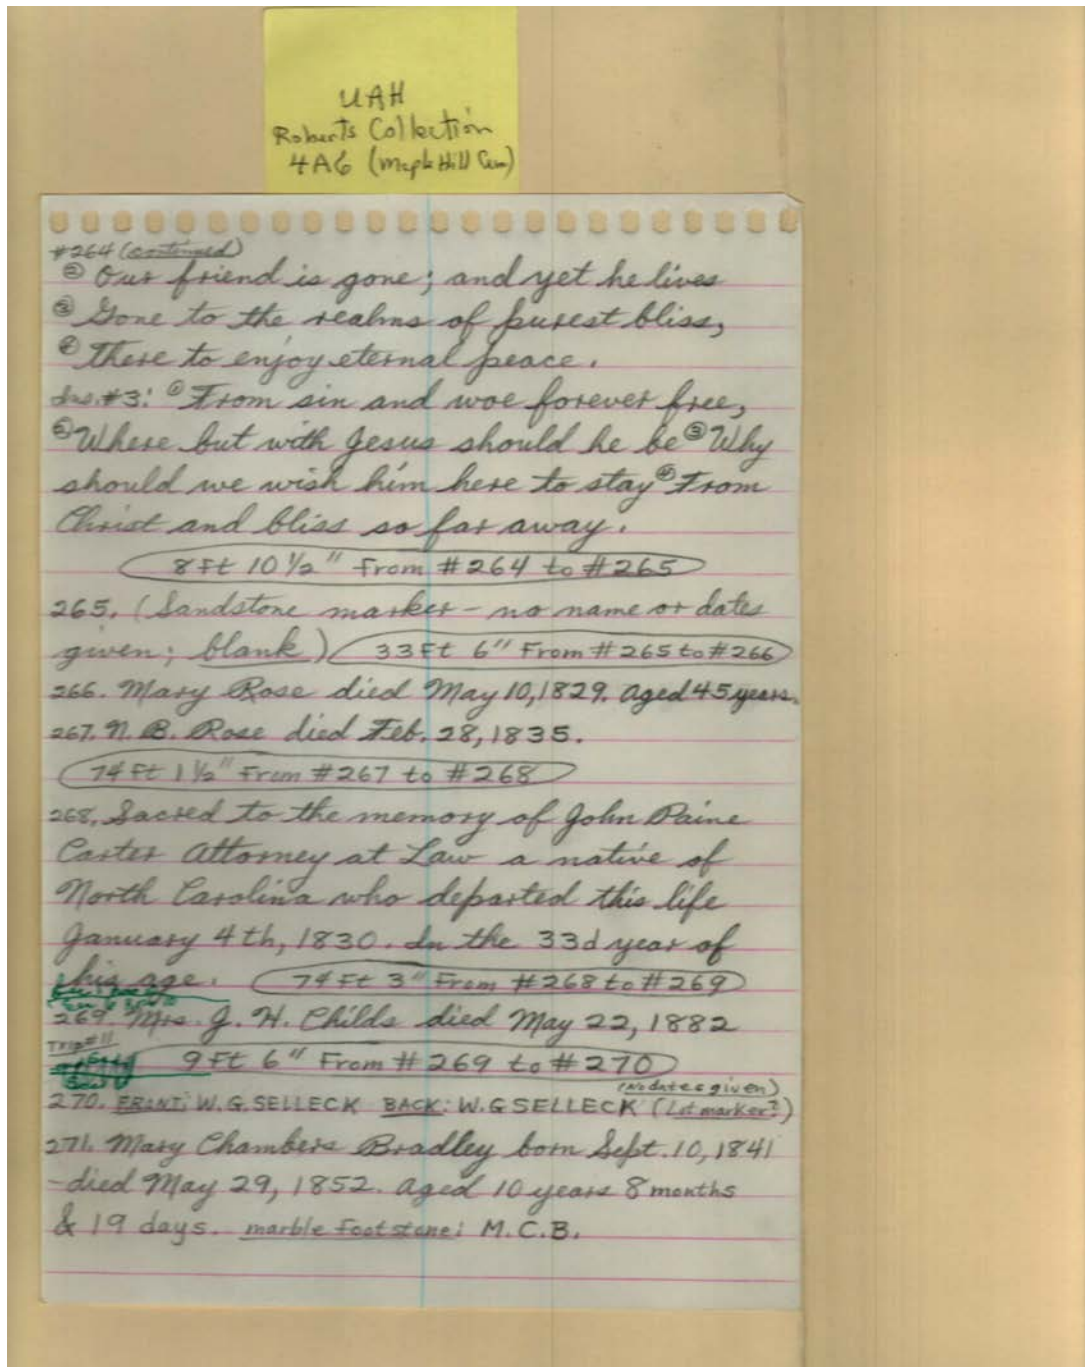 UAH
Roberts Collection
4A6 (Maple Hill Cem)
#264 (continued)
② Our friend is gone; and yet he lives
③ Gone to the realms of purest bliss,
④ There to enjoy eternal peace.
Ins.#3: ① From sin and woe forever free,
② Where but with Jesus should he be ③ Why
should we wish him here to stay ④ From
Christ and bliss so far away.
8 Ft 10 1/2" From #264 to #265
265. (Sandstone marker - no name or dates
given; blank) 33 Ft 6" From #265 to #266
266. Mary Rose died May 10, 1829. Aged 45 years.
267. N. B. Rose died Feb. 28, 1835.
74 Ft 1 1/2" From #267 to #268
268. Sacred to the memory of John Paine
Carter Attorney at Law a native of
North Carolina who departed this life
January 4th, 1830. In the 33d year of
his age. 74 Ft 3" From #268 to #269
269. Mrs. J. H. Childs died May 22, 1882
Trip #11
9 Ft 6" From #269 to #270
(No dates given)
270. FRONT: W. G. SELLECK BACK: W. G SELLECK (Lot marker?)
271. Mary Chambers Bradley born Sept. 10, 1841
-died May 29, 1852. Aged 10 years 8 months
& 19 days. marble footstone: M.C.B.